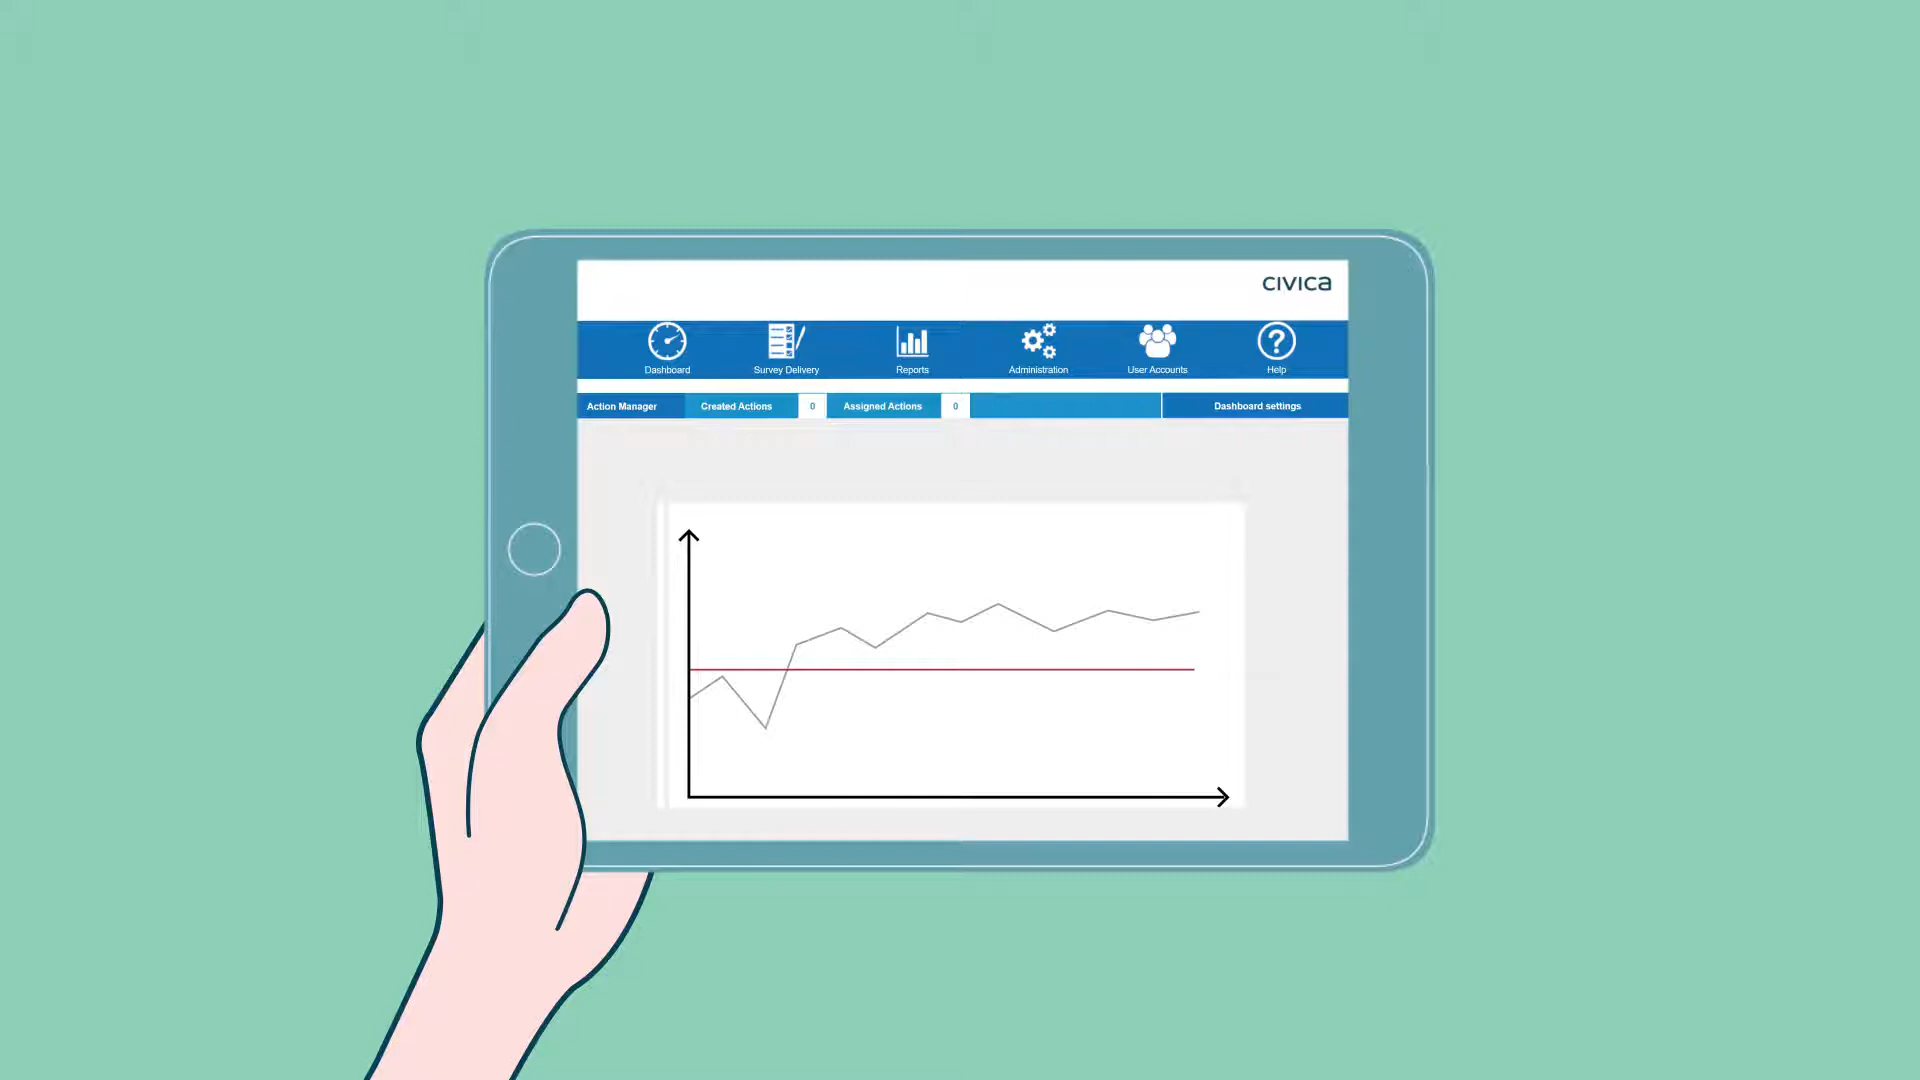 civica
Dashboard Survey Delivery Reports Administration User Accounts Help
Action Manager Created Actions 0 Assigned Actions 0 Dashboard settings